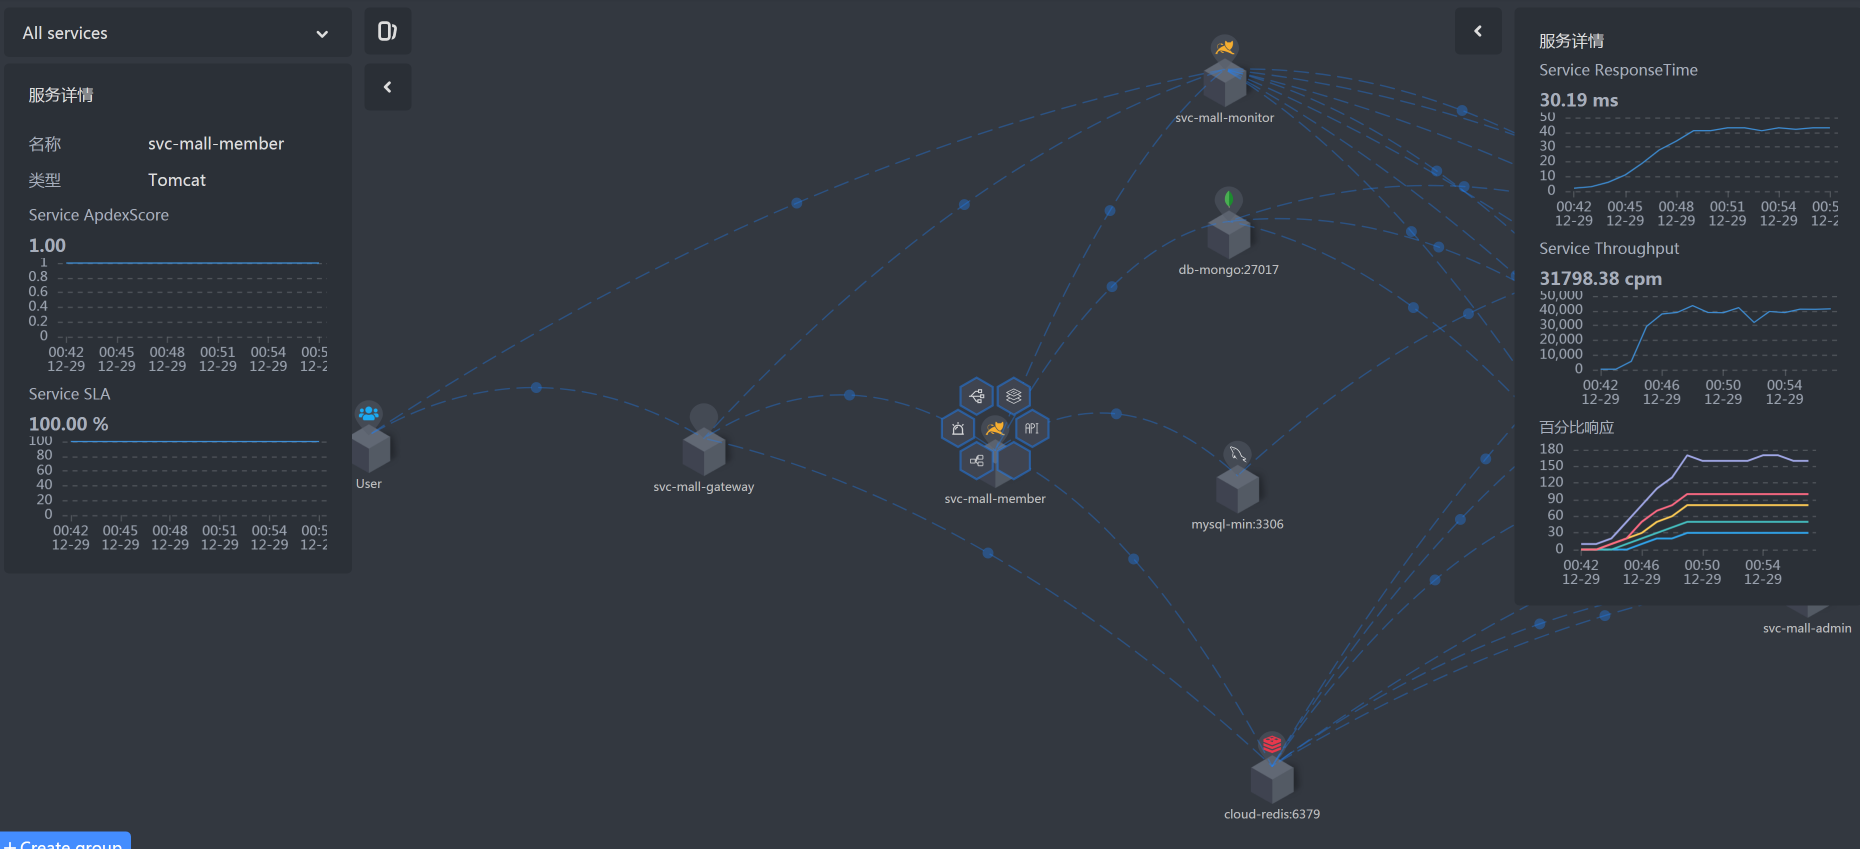 All services
服务详情
名称 svc-mall-member
类型 Tomcat
Service ApdexScore
1.00
1
0.8
0.6
0.4
0.2
0
00:42 00:45 00:48 00:51 00:54 00:5
12-29 12-29 12-29 12-29 12-29 12-2
Service SLA
100.00 %
100
80
60
40
20
0
00:42 00:45 00:48 00:51 00:54 00:5
12-29 12-29 12-29 12-29 12-29 12-2
+ Create group
User
svc-mall-gateway
API
svc-mall-member
svc-mall-monitor
db-mongo:27017
mysql-min:3306
cloud-redis:6379
svc-mall-admin
服务详情
Service ResponseTime
30.19 ms
50
40
30
20
10
0
00:42 00:45 00:48 00:51 00:54 00:5
12-29 12-29 12-29 12-29 12-29 12-2
Service Throughput
31798.38 cpm
50,000
40,000
30,000
20,000
10,000
0
00:42 00:46 00:50 00:54
12-29 12-29 12-29 12-29
百分比响应
180
150
120
90
60
30
0
00:42 00:46 00:50 00:54
12-29 12-29 12-29 12-29